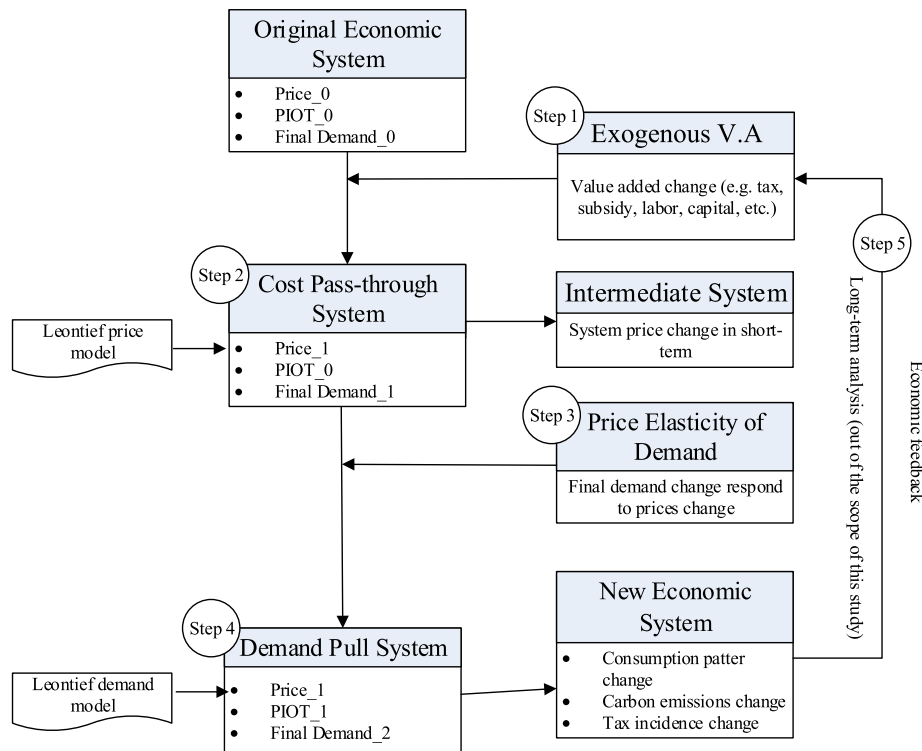 Original Economic
System
• Price_0
• PIOT_0
• Final Demand_0
Step 1
Exogenous V.A
Value added change (e.g. tax,
subsidy, labor, capital, etc.)
Step 2
Cost Pass-through
System
• Price_1
• PIOT_0
• Final Demand_1
Leontief price
model
Intermediate System
System price change in short-
term
Step 3
Price Elasticity of
Demand
Final demand change respond
to prices change
Step 4
Demand Pull System
• Price_1
• PIOT_1
• Final Demand_2
Leontief demand
model
New Economic
System
• Consumption patter
change
• Carbon emissions change
• Tax incidence change
Step 5
Long-term analysis (out of the scope of this study)
Economic feedback